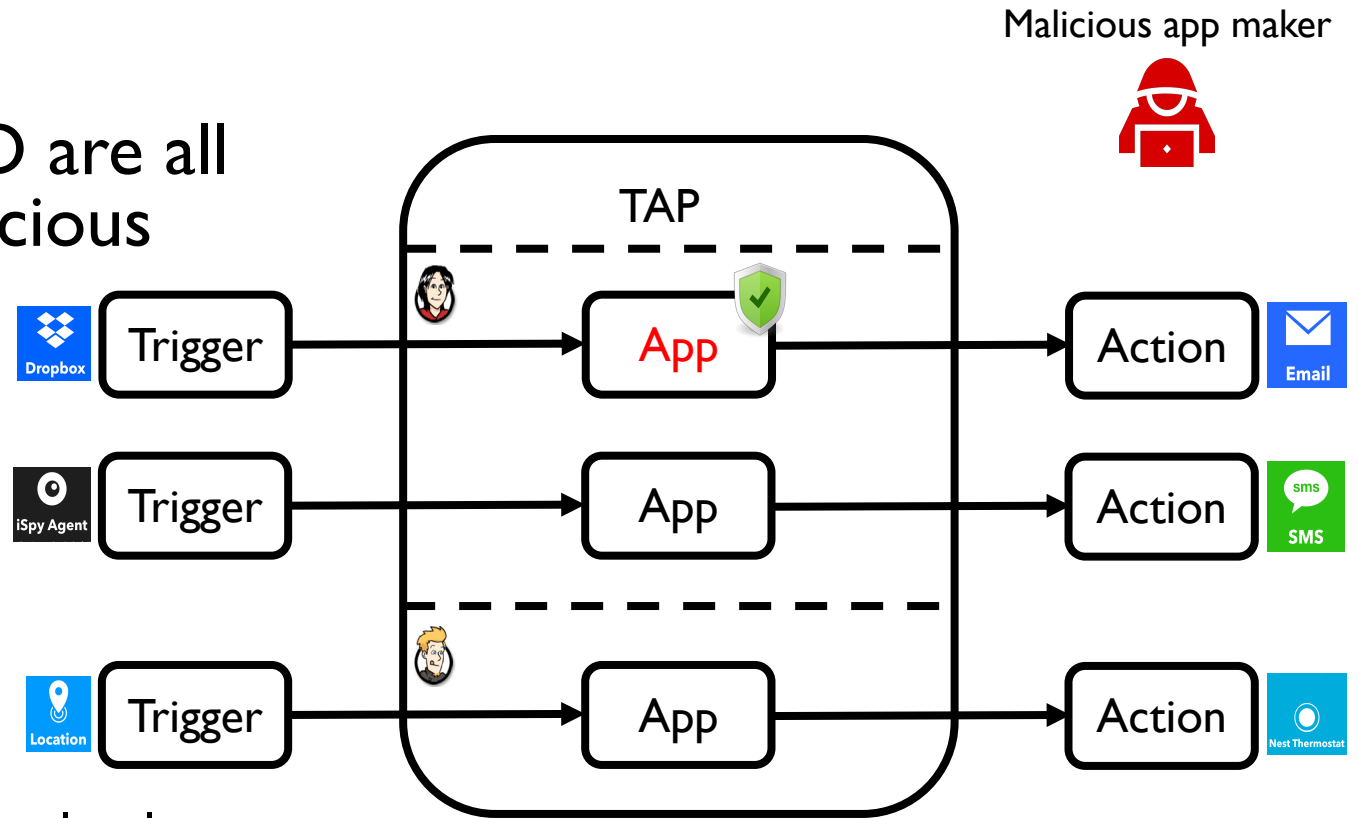 Malicious app maker
D are all
cious
TAP
Dropbox
Trigger
App
Action
Email
iSpy Agent
Trigger
App
Action
sms
SMS
Location
Trigger
App
Action
Nest Thermostat